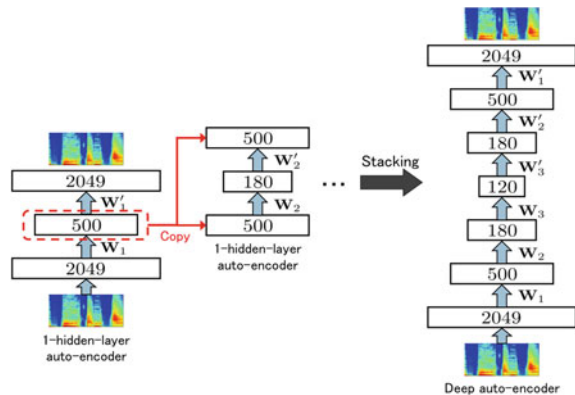 2049
W′₁
500
W₁
2049
1-hidden-layer
auto-encoder
Copy
500
W′₂
180
W₂
500
1-hidden-layer
auto-encoder
...
Stacking
2049
W′₁
500
W′₂
180
W′₃
120
W₃
180
W₂
500
W₁
2049
Deep auto-encoder